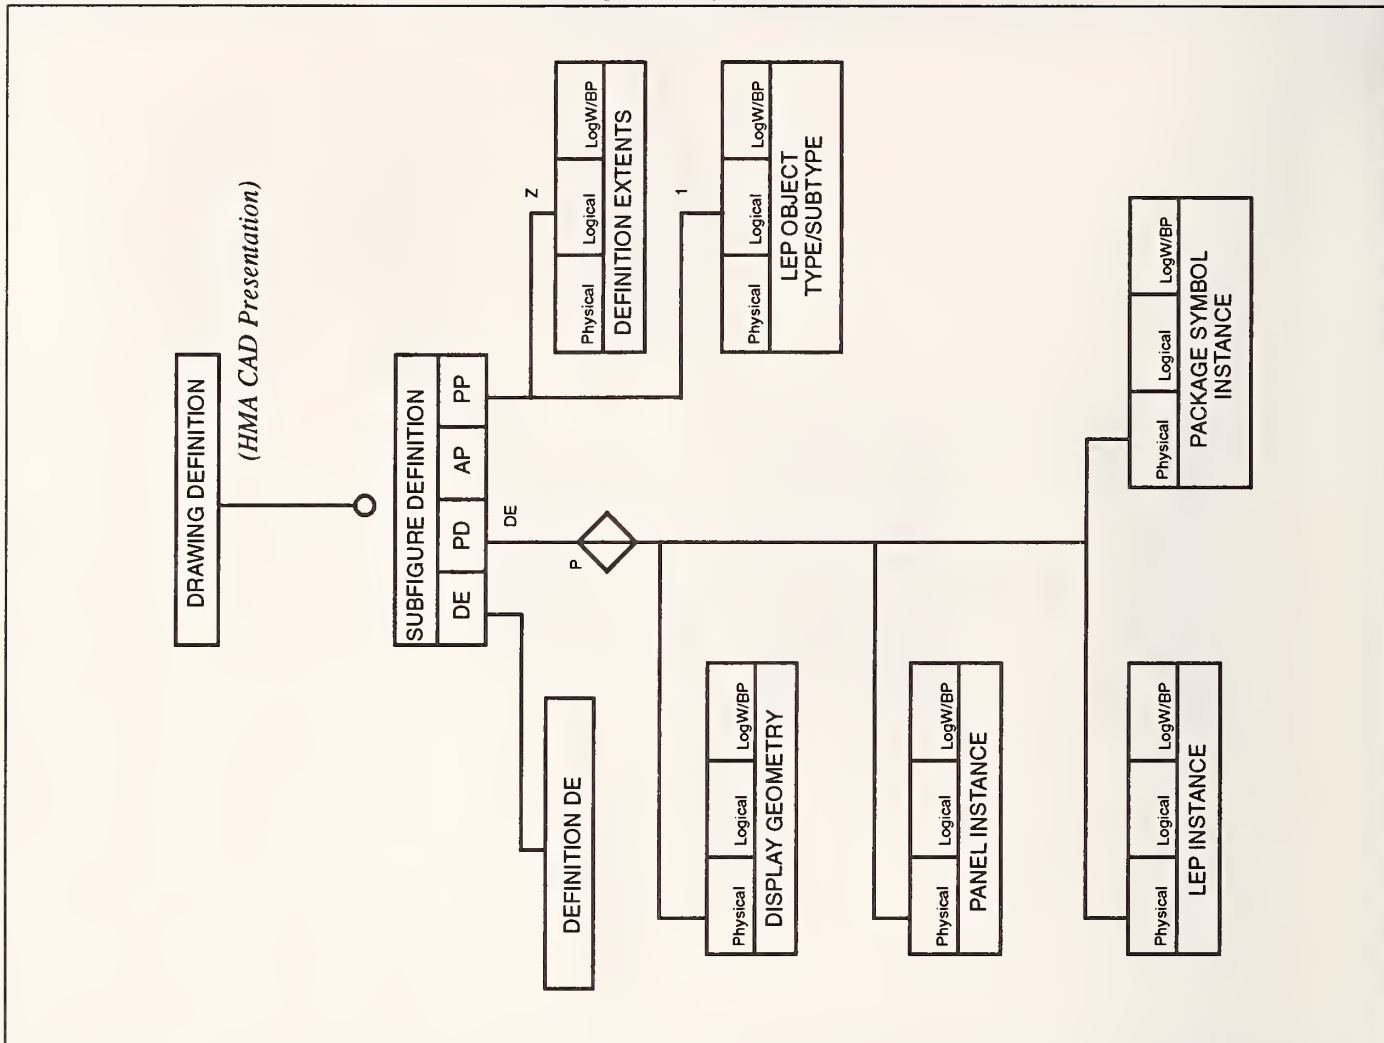 DRAWING DEFINITION
(HMA CAD Presentation)
SUBFIGURE DEFINITION
DE PD AP PP
DE
N
P
DEFINITION DE
Physical Logical LogW/BP
DEFINITION EXTENTS
1
Physical Logical LogW/BP
DISPLAY GEOMETRY
Physical Logical LogW/BP
LEP OBJECT
TYPE/SUBTYPE
Physical Logical LogW/BP
PANEL INSTANCE
Physical Logical LogW/BP
LEP INSTANCE
Physical Logical LogW/BP
PACKAGE SYMBOL
INSTANCE